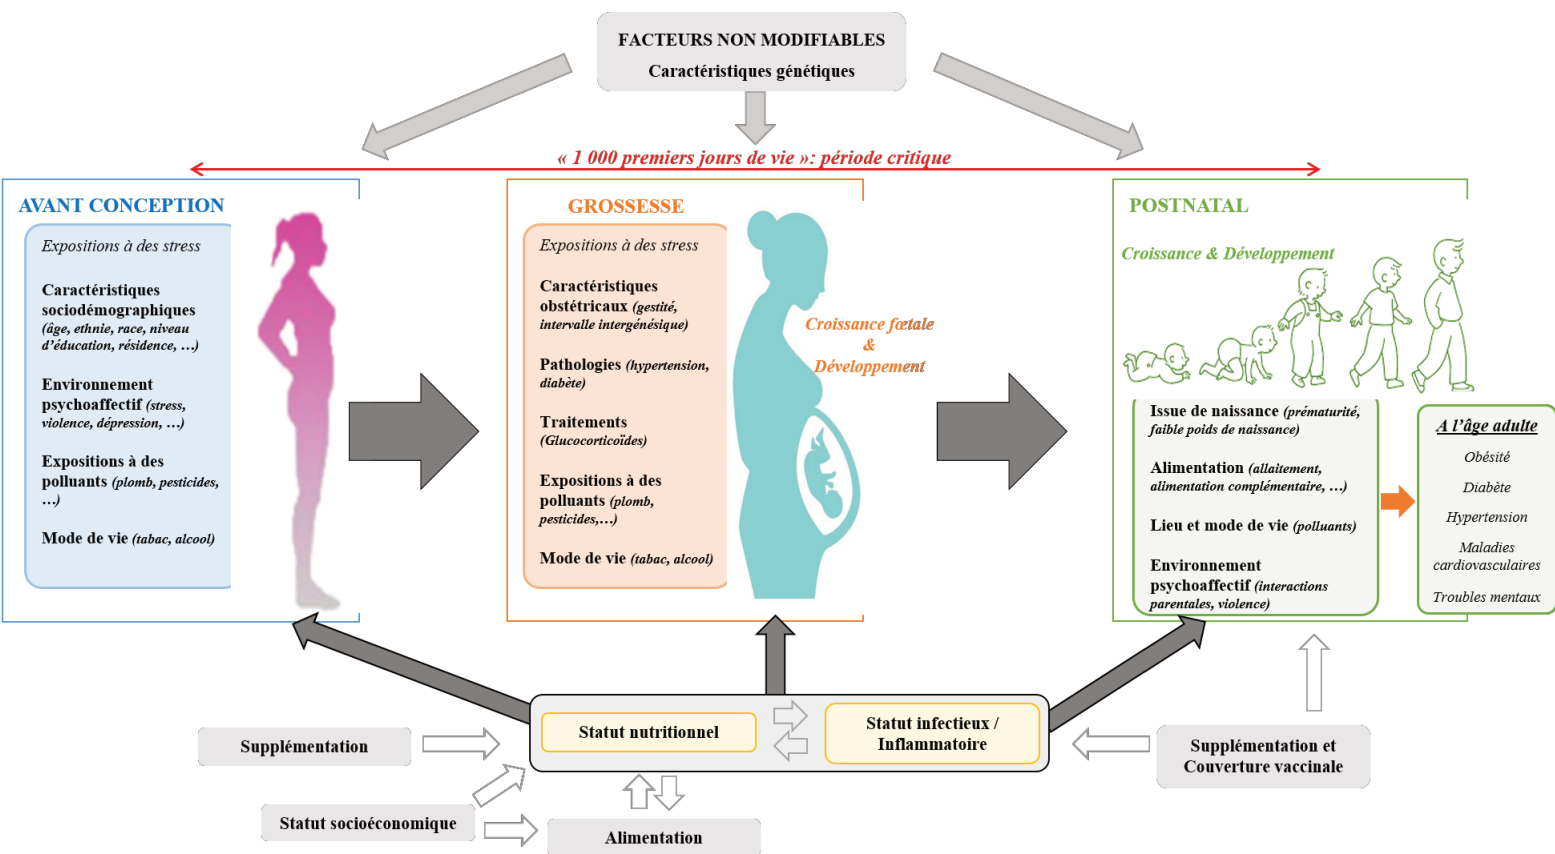 FACTEURS NON MODIFIABLES
Caractéristiques génétiques
« 1 000 premiers jours de vie »: période critique
AVANT CONCEPTION
Expositions à des stress
Caractéristiques
sociodémographiques
(âge, ethnie, race, niveau
d’éducation, résidence, …)
Environnement
psychoaffectif (stress,
violence, dépression, …)
Expositions à des
polluants (plomb, pesticides,
…)
Mode de vie (tabac, alcool)
GROSSESSE
Expositions à des stress
Caractéristiques
obstétricaux (gestité,
intervalle intergénésique)
Pathologies (hypertension,
diabète)
Traitements
(Glucocorticoïdes)
Expositions à des
polluants (plomb,
pesticides,…)
Mode de vie (tabac, alcool)
Croissance fœtale
&
Développement
POSTNATAL
Croissance & Développement
Issue de naissance (prématurité,
faible poids de naissance)
Alimentation (allaitement,
alimentation complémentaire, …)
Lieu et mode de vie (polluants)
Environnement
psychoaffectif (interactions
parentales, violence)
A l’âge adulte
Obésité
Diabète
Hypertension
Maladies
cardiovasculaires
Troubles mentaux
Statut nutritionnel
Statut infectieux /
Inflammatoire
Supplémentation
Supplémentation et
Couverture vaccinale
Statut socioéconomique
Alimentation